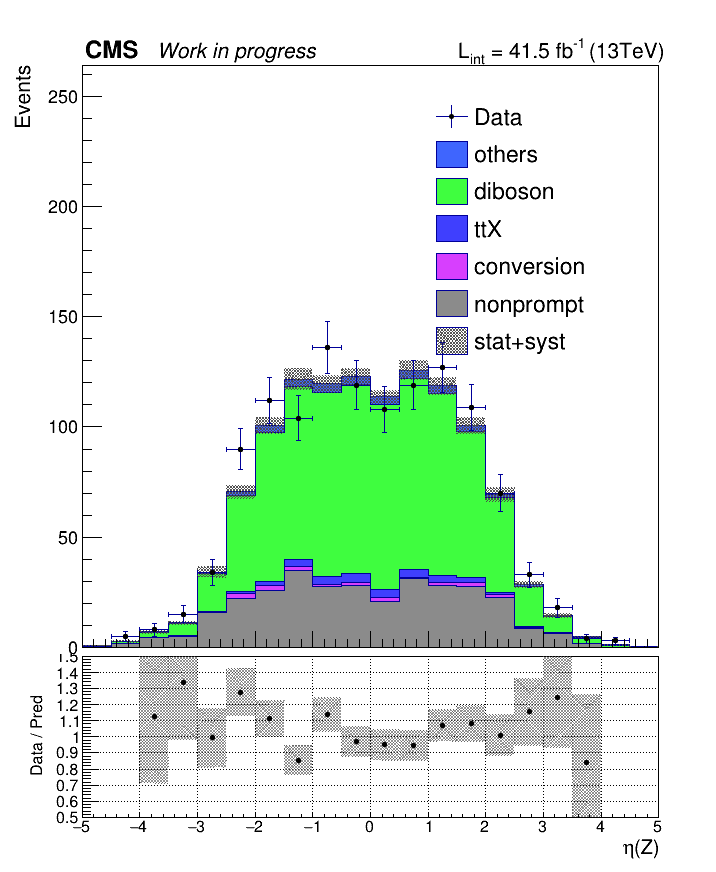 CMS Work in progress L_int = 41.5 fb^-1 (13TeV)
Events
250
200
150
100
50
0
Data
others
diboson
ttX
conversion
nonprompt
stat+syst
Data / Pred
1.5
1.4
1.3
1.2
1.1
1
0.9
0.8
0.7
0.6
0.5
−5 −4 −3 −2 −1 0 1 2 3 4 5
η(Z)